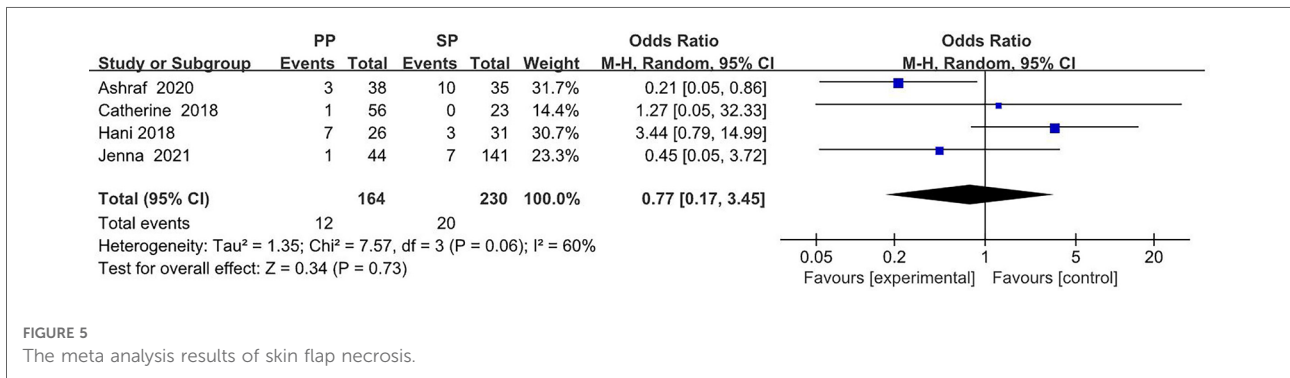 PP SP Odds Ratio Odds Ratio
Study or Subgroup Events Total Events Total Weight M-H, Random, 95% CI M-H, Random, 95% CI
Ashraf 2020 3 38 10 35 31.7% 0.21 [0.05, 0.86]
Catherine 2018 1 56 0 23 14.4% 1.27 [0.05, 32.33]
Hani 2018 7 26 3 31 30.7% 3.44 [0.79, 14.99]
Jenna 2021 1 44 7 141 23.3% 0.45 [0.05, 3.72]
Total (95% CI) 164 230 100.0% 0.77 [0.17, 3.45]
Total events 12 20
Heterogeneity: Tau² = 1.35; Chi² = 7.57, df = 3 (P = 0.06); I² = 60%
Test for overall effect: Z = 0.34 (P = 0.73)
0.05 0.2 1 5 20
Favours [experimental] Favours [control]
FIGURE 5
The meta analysis results of skin flap necrosis.